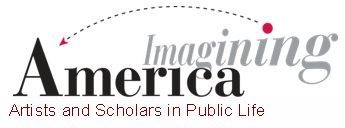 Imagining
America
Artists and Scholars in Public Life